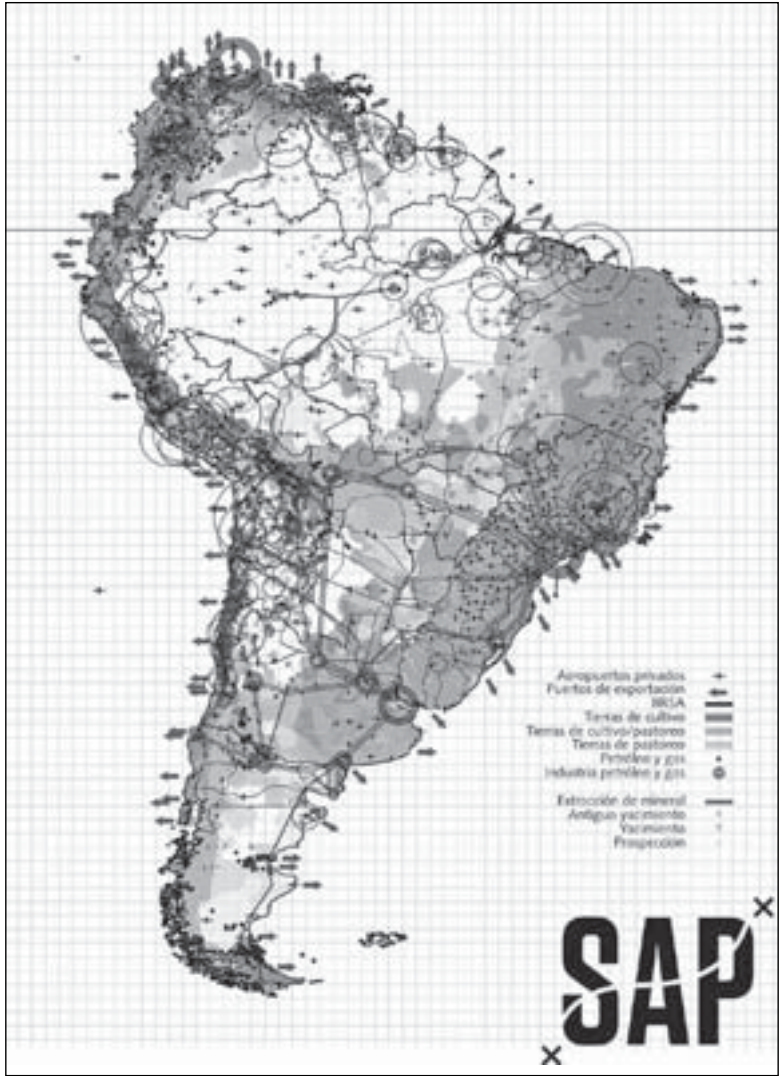 Aeropuertos privados
Puertos de exportación
IIRSA
Tierras de cultivo
Tierras de cultivo/pastoreo
Tierras de pastoreo
Petróleo y gas
Industria petróleo y gas
Extracción de mineral
Antiguo yacimiento
Yacimiento
Prospección
SAP